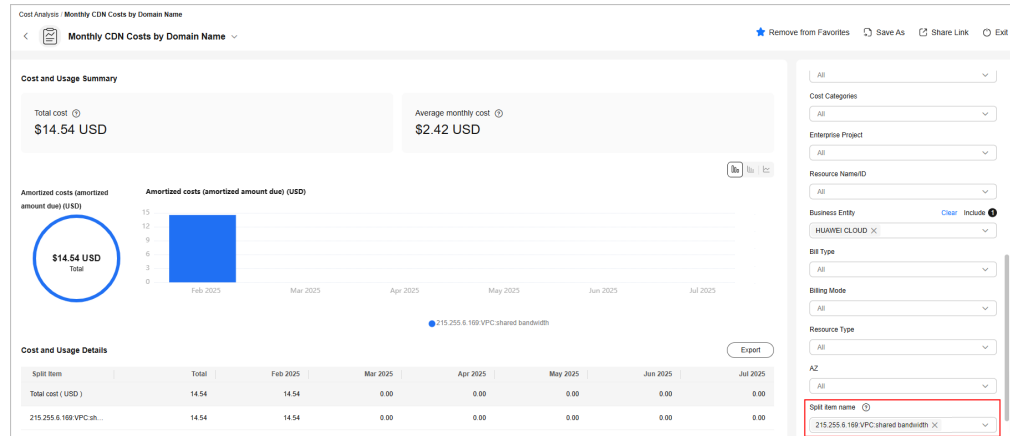 Cost Analysis / Monthly CDN Costs by Domain Name
Monthly CDN Costs by Domain Name
Remove from Favorites
Save As
Share Link
Exit
Cost and Usage Summary
Total cost
$14.54 USD
Average monthly cost
$2.42 USD
Amortized costs (amortized
amount due) (USD)
$14.54 USD
Total
Amortized costs (amortized amount due) (USD)
15
12
9
6
3
0
Feb 2025 Mar 2025 Apr 2025 May 2025 Jun 2025 Jul 2025
215.255.6.169:VPC:shared bandwidth
Cost and Usage Details
Export
Split Item Total Feb 2025 Mar 2025 Apr 2025 May 2025 Jun 2025 Jul 2025
Total cost ( USD ) 14.54 14.54 0.00 0.00 0.00 0.00 0.00
215.255.6.169:VPC:sh... 14.54 14.54 0.00 0.00 0.00 0.00 0.00
All
Cost Categories
All
Enterprise Project
All
Resource Name/ID
All
Business Entity Clear Include 1
HUAWEI CLOUD
Bill Type
All
Billing Mode
All
Resource Type
All
AZ
All
Split item name
215.255.6.169:VPC:shared bandwidth